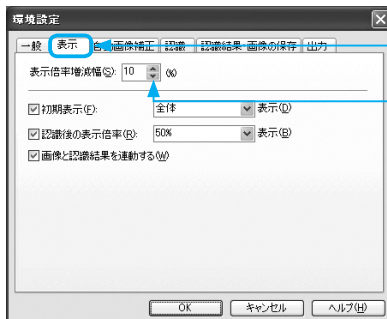 環境設定
一般 表示 自動画像補正 認識 認識結果・画像の保存 出力
表示倍率増減幅(S): 10 (%)
初期表示(F): 全体 表示(D)
認識後の表示倍率(R): 50% 表示(B)
画像と認識結果を連動する(W)
OK キャンセル ヘルプ(H)